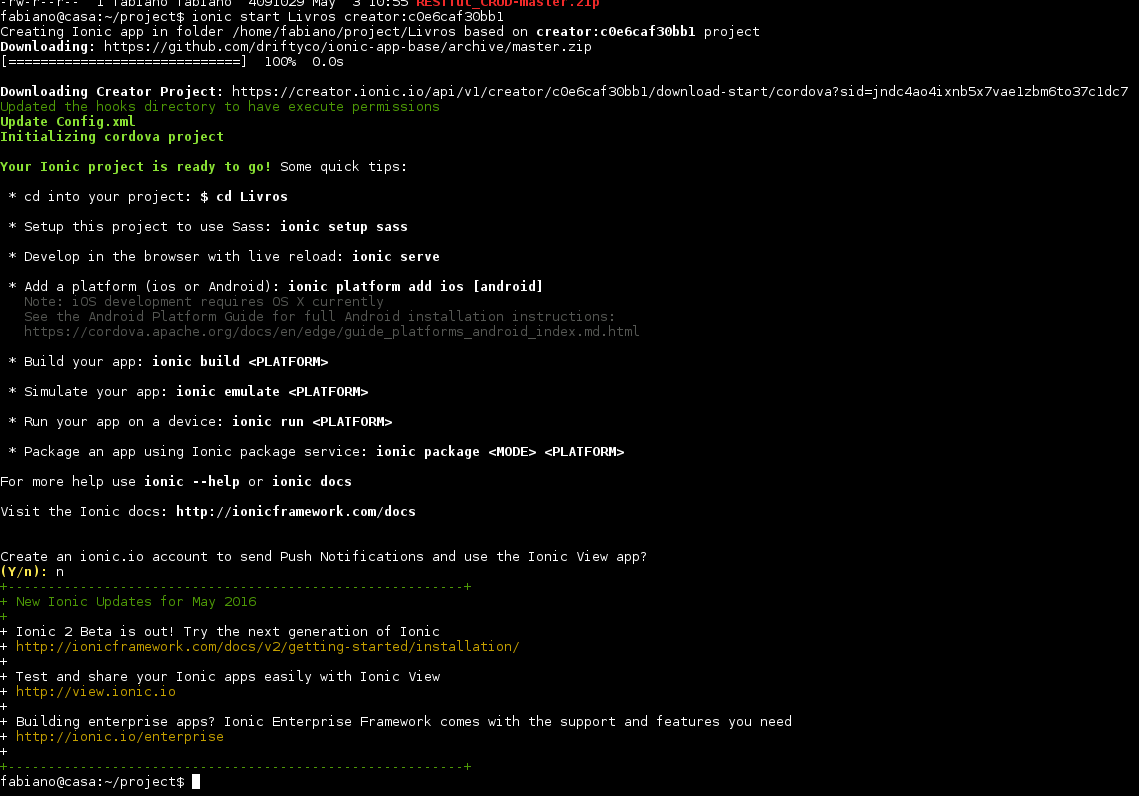 -rw-r--r-- 1 fabiano fabiano 4091029 May 3 10:55 RESTful_CRUD-master.zip
fabiano@casa:~/project$ ionic start Livros creator:c0e6caf30bb1
Creating Ionic app in folder /home/fabiano/project/Livros based on creator:c0e6caf30bb1 project
Downloading: https://github.com/driftyco/ionic-app-base/archive/master.zip
[=============================] 100% 0.0s
Downloading Creator Project: https://creator.ionic.io/api/v1/creator/c0e6caf30bb1/download-start/cordova?sid=jndc4ao4ixnb5x7vae1zbm6to37c1dc7
Updated the hooks directory to have execute permissions
Update Config.xml
Initializing cordova project
Your Ionic project is ready to go! Some quick tips:
* cd into your project: $ cd Livros
* Setup this project to use Sass: ionic setup sass
* Develop in the browser with live reload: ionic serve
* Add a platform (ios or Android): ionic platform add ios [android]
Note: iOS development requires OS X currently
See the Android Platform Guide for full Android installation instructions:
https://cordova.apache.org/docs/en/edge/guide_platforms_android_index.md.html
* Build your app: ionic build <PLATFORM>
* Simulate your app: ionic emulate <PLATFORM>
* Run your app on a device: ionic run <PLATFORM>
* Package an app using Ionic package service: ionic package <MODE> <PLATFORM>
For more help use ionic --help or ionic docs
Visit the Ionic docs: http://ionicframework.com/docs
Create an ionic.io account to send Push Notifications and use the Ionic View app?
(Y/n): n
+---------------------------------------------------------+
+ New Ionic Updates for May 2016
+
+ Ionic 2 Beta is out! Try the next generation of Ionic
+ http://ionicframework.com/docs/v2/getting-started/installation/
+
+ Test and share your Ionic apps easily with Ionic View
+ http://view.ionic.io
+
+ Building enterprise apps? Ionic Enterprise Framework comes with the support and features you need
+ http://ionic.io/enterprise
+
+---------------------------------------------------------+
fabiano@casa:~/project$